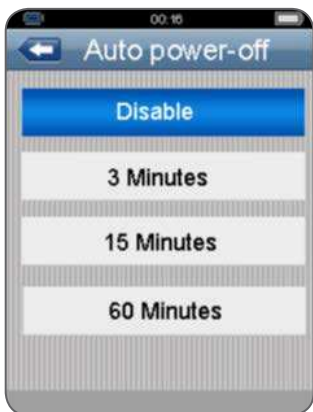 00:16
Auto power-off
Disable
3 Minutes
15 Minutes
60 Minutes